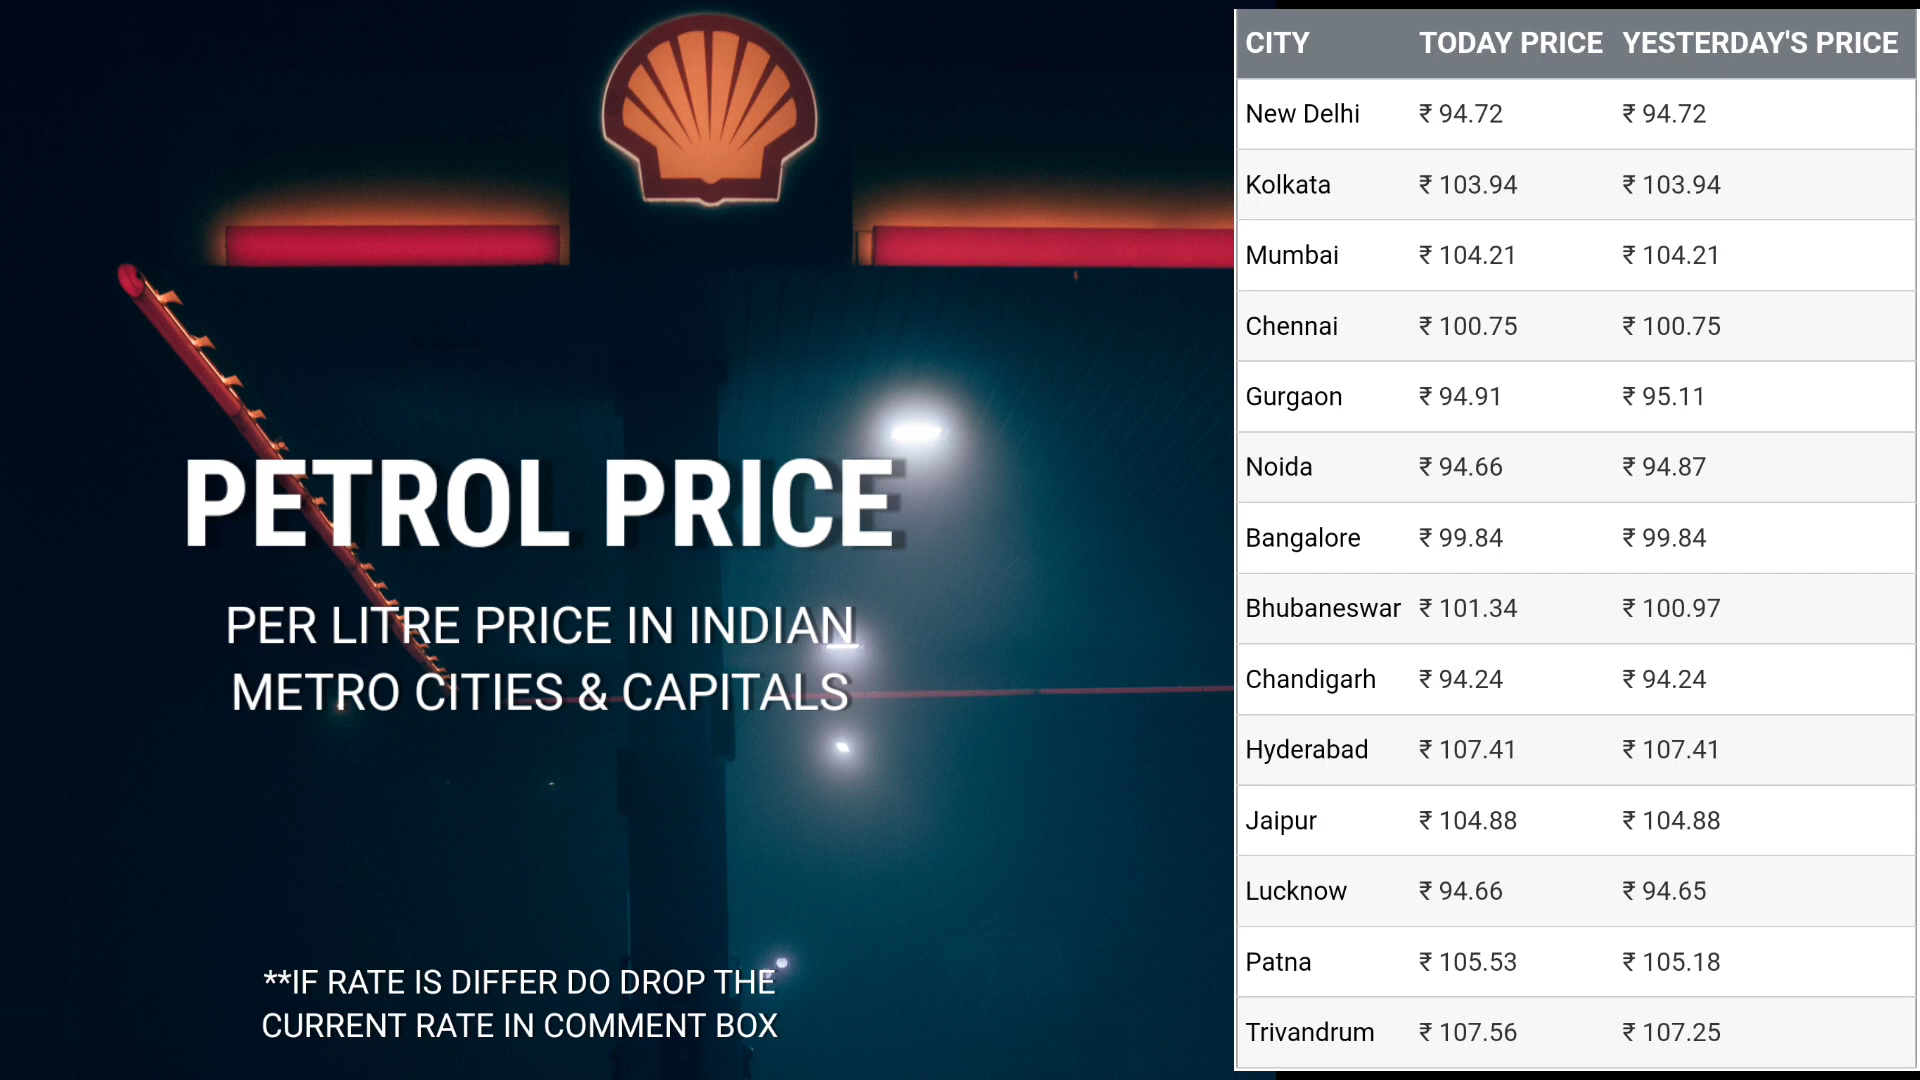 PETROL PRICE
PER LITRE PRICE IN INDIAN
METRO CITIES & CAPITALS
**IF RATE IS DIFFER DO DROP THE
CURRENT RATE IN COMMENT BOX
CITY TODAY PRICE YESTERDAY'S PRICE
New Delhi ₹ 94.72 ₹ 94.72
Kolkata ₹ 103.94 ₹ 103.94
Mumbai ₹ 104.21 ₹ 104.21
Chennai ₹ 100.75 ₹ 100.75
Gurgaon ₹ 94.91 ₹ 95.11
Noida ₹ 94.66 ₹ 94.87
Bangalore ₹ 99.84 ₹ 99.84
Bhubaneswar ₹ 101.34 ₹ 100.97
Chandigarh ₹ 94.24 ₹ 94.24
Hyderabad ₹ 107.41 ₹ 107.41
Jaipur ₹ 104.88 ₹ 104.88
Lucknow ₹ 94.66 ₹ 94.65
Patna ₹ 105.53 ₹ 105.18
Trivandrum ₹ 107.56 ₹ 107.25